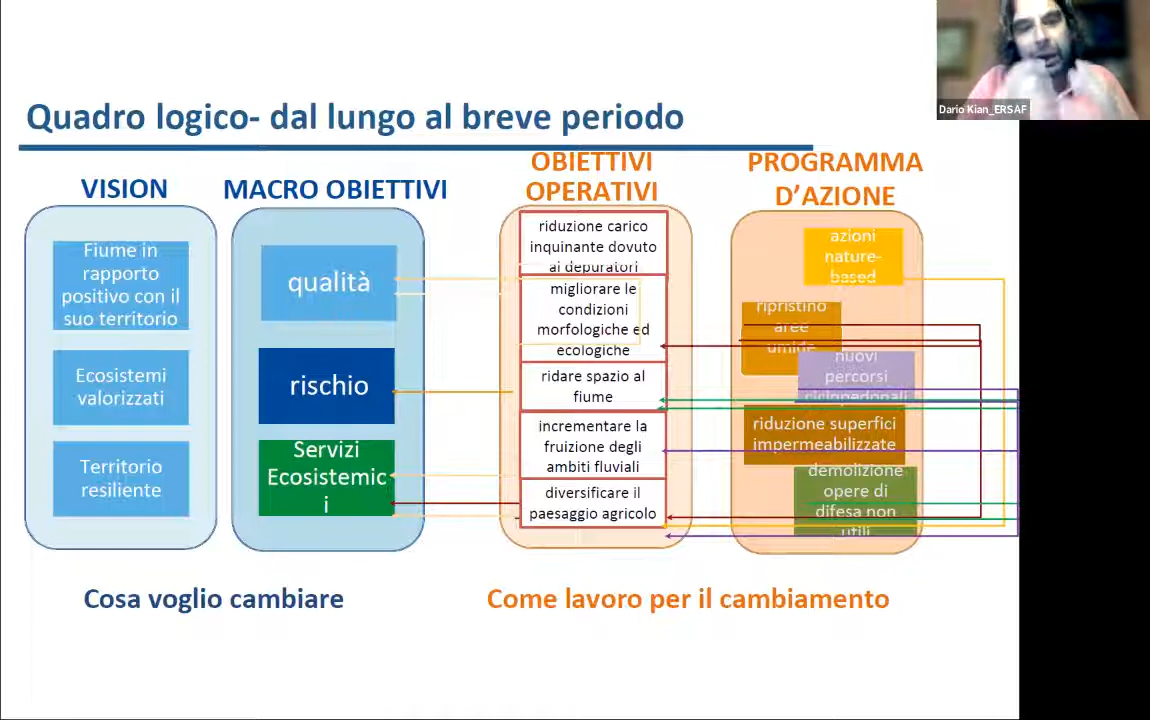 Dario Kian_ERSAF
Quadro logico- dal lungo al breve periodo
VISION
MACRO OBIETTIVI
OBIETTIVI
OPERATIVI
PROGRAMMA
D'AZIONE
Fiume in
rapporto
positivo con il
suo territorio
Ecosistemi
valorizzati
Territorio
resiliente
qualità
rischio
Servizi
Ecosistemic
i
riduzione carico
inquinante dovuto
ai depuratori
migliorare le
condizioni
morfologiche ed
ecologiche
ridare spazio al
fiume
incrementare la
fruizione degli
ambiti fluviali
diversificare il
paesaggio agricolo
azioni
nature-
based
ripristino
aree
umide
nuovi
percorsi
ciclopedonali
riduzione superfici
impermeabilizzate
demolizione
opere di
difesa non
utili
Cosa voglio cambiare
Come lavoro per il cambiamento